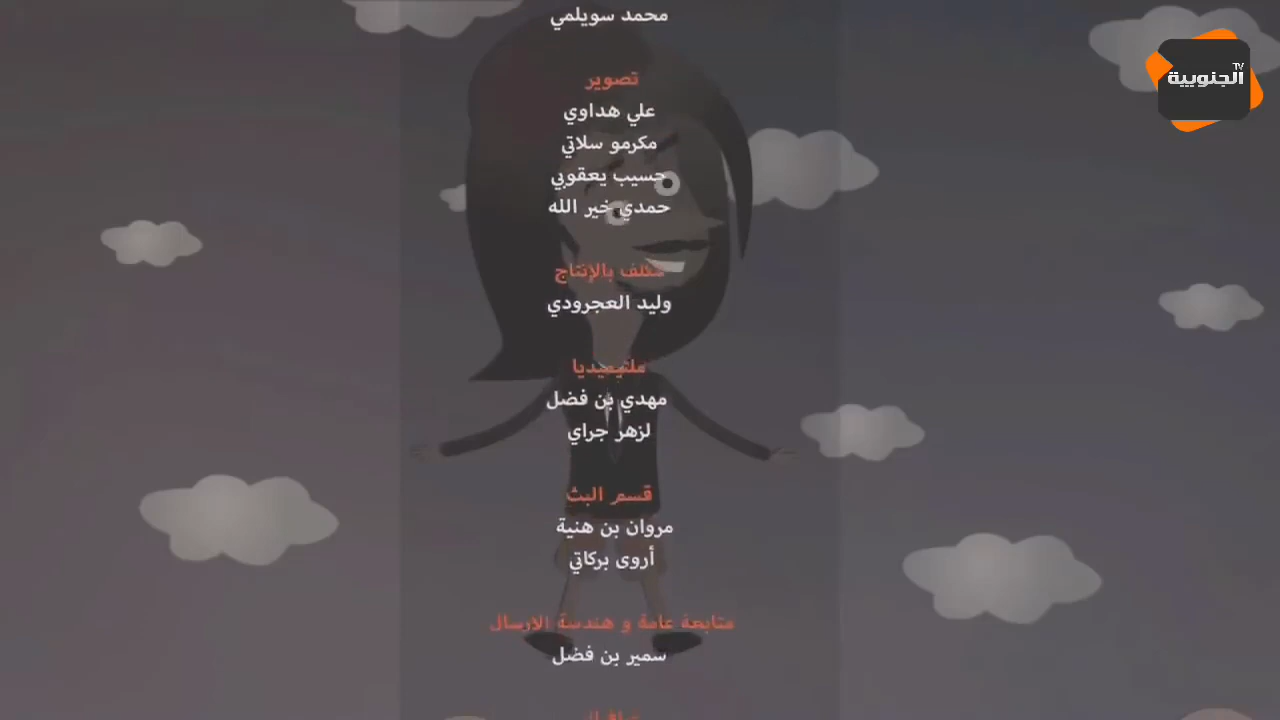 محمد سويلمي
TV
الجنوبية
تصوير
علي هداوي
مكرمو سلاتي
حسيب يعقوبي
حمدي خير الله
مكلف بالإنتاج
وليد العجرودي
ملتيميديا
مهدي بن فضل
لزهر جراي
قسم البث
مروان بن هنية
أروى بركاتي
متابعة عامة و هندسة الارسال
سمير بن فضل